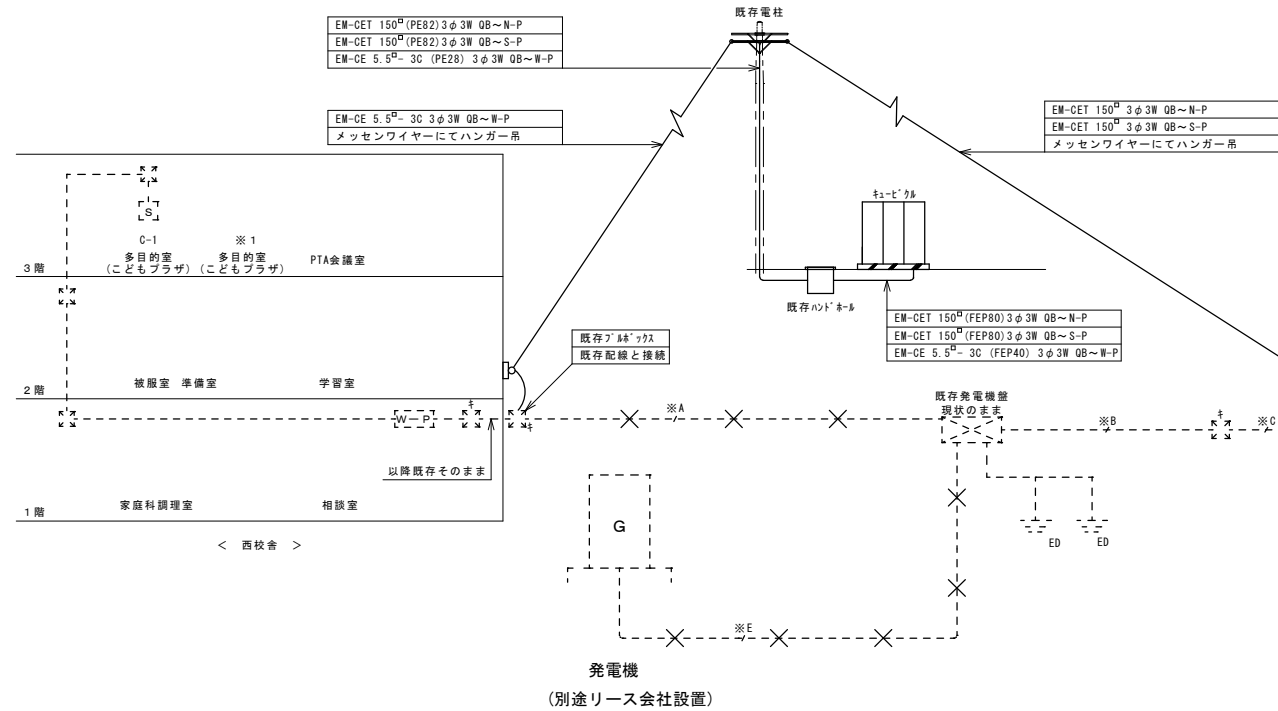 既存電柱
EM-CET 150□(PE82)3φ3W QB～N-P
EM-CET 150□(PE82)3φ3W QB～S-P
EM-CE 5.5□- 3C (PE28) 3φ3W QB～W-P
EM-CE 5.5□- 3C 3φ3W QB～W-P
メッセンワイヤーにてハンガー吊
EM-CET 150□ 3φ3W QB～N-P
EM-CET 150□ 3φ3W QB～S-P
メッセンワイヤーにてハンガー吊
キュービクル
S
C-1
多目的室
(こどもプラザ)
※1
多目的室
(こどもプラザ)
PTA会議室
3階
既存ハンドホール
EM-CET 150□(FEP80)3φ3W QB～N-P
EM-CET 150□(FEP80)3φ3W QB～S-P
EM-CE 5.5□- 3C (FEP40) 3φ3W QB～W-P
既存プルボックス
既存配線と接続
被服室 準備室
学習室
2階
既存発電機盤
現状のまま
W-P
キ
キ
※A
※B
キ
※C
以降既存そのまま
家庭科調理室
相談室
1階
G
ED
ED
＜ 西校舎 ＞
※E
発電機
(別途リース会社設置)